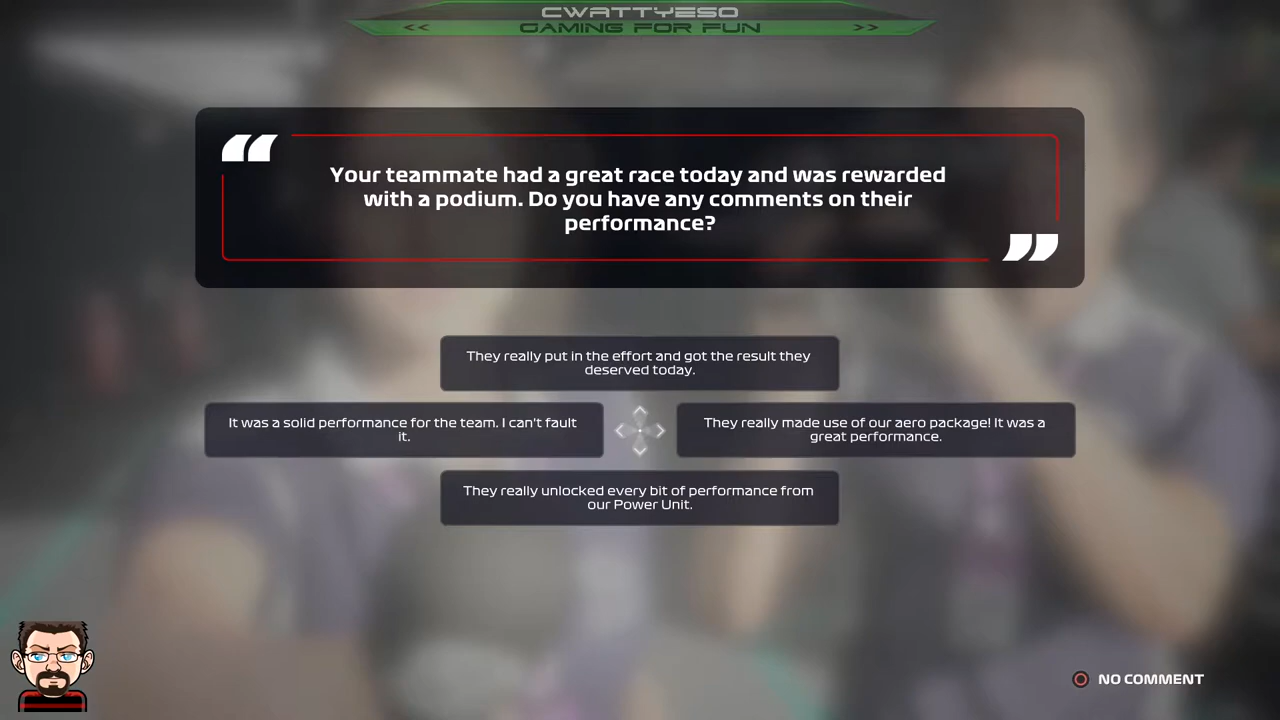 CWATTYESO
<< GAMING FOR FUN >>
Your teammate had a great race today and was rewarded
with a podium. Do you have any comments on their
performance?
They really put in the effort and got the result they
deserved today.
It was a solid performance for the team. I can't fault
it.
They really made use of our aero package! It was a
great performance.
They really unlocked every bit of performance from
our Power Unit.
NO COMMENT